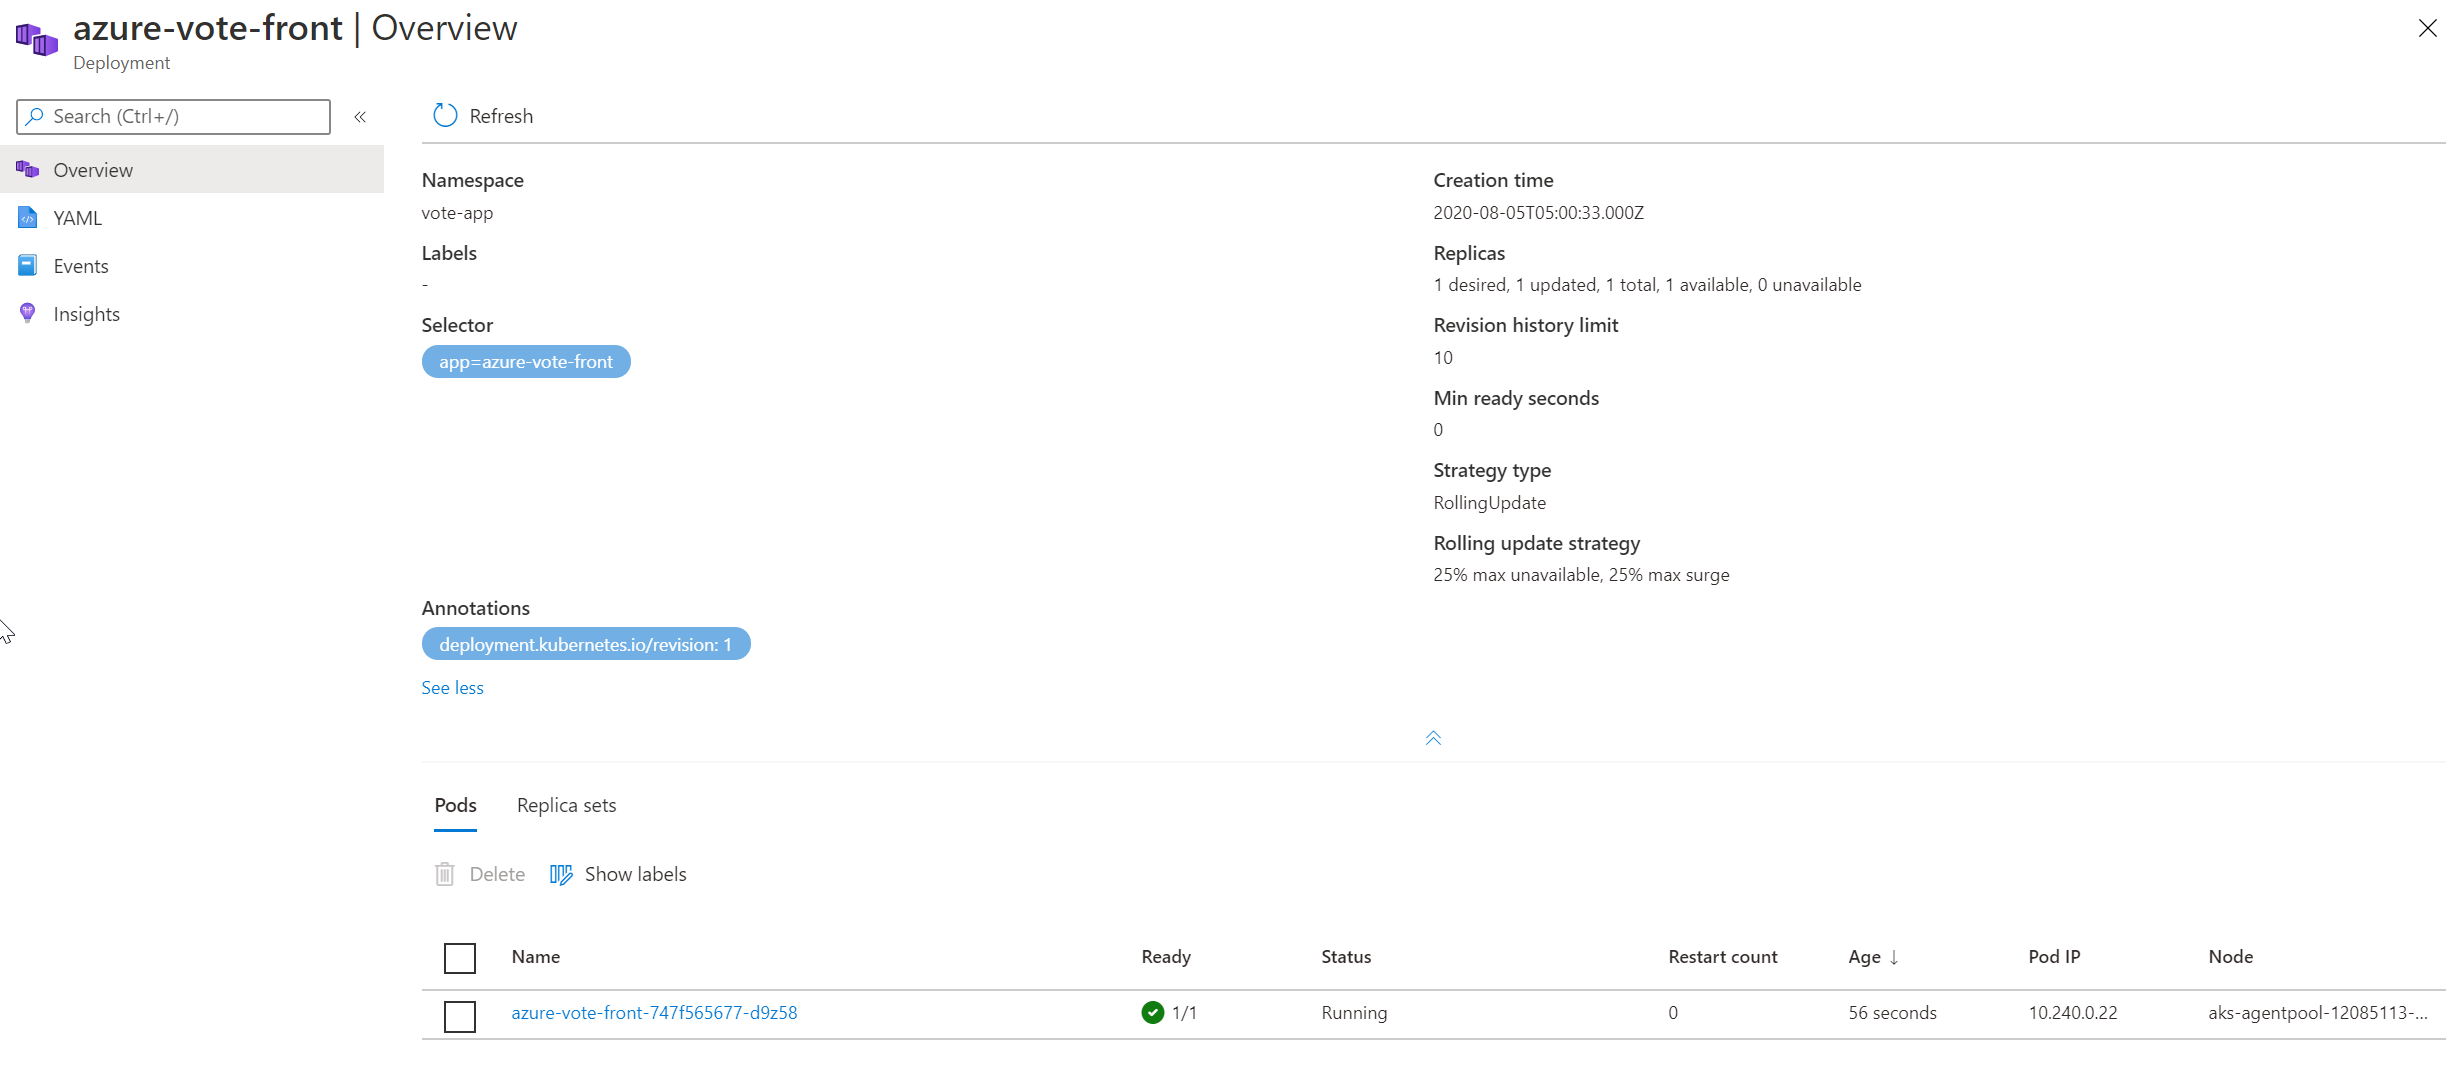 azure-vote-front | Overview
Deployment
Search (Ctrl+/)
«
Refresh
Overview
YAML
Events
Insights
Namespace
vote-app
Labels
-
Selector
app=azure-vote-front
Creation time
2020-08-05T05:00:33.000Z
Replicas
1 desired, 1 updated, 1 total, 1 available, 0 unavailable
Revision history limit
10
Min ready seconds
0
Strategy type
RollingUpdate
Rolling update strategy
25% max unavailable, 25% max surge
Annotations
deployment.kubernetes.io/revision: 1
See less
Pods Replica sets
Delete Show labels
Name Ready Status Restart count Age ↓ Pod IP Node
azure-vote-front-747f565677-d9z58 1/1 Running 0 56 seconds 10.240.0.22 aks-agentpool-12085113-...